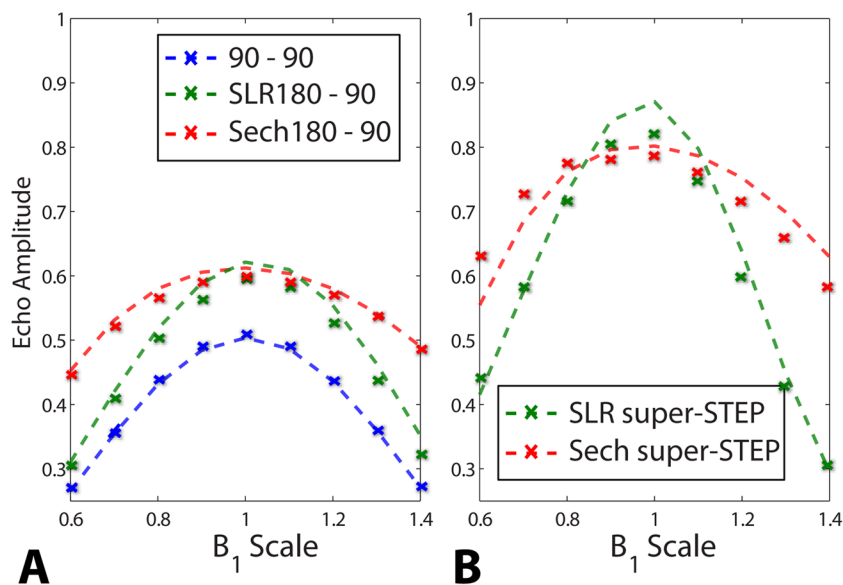 1
0.9
0.8
0.7
0.6
0.5
0.4
0.3
Echo Amplitude
90 - 90
SLR180 - 90
Sech180 - 90
0.6 0.8 1 1.2 1.4
B1 Scale
A
1
0.9
0.8
0.7
0.6
0.5
0.4
0.3
SLR super-STEP
Sech super-STEP
0.6 0.8 1 1.2 1.4
B1 Scale
B